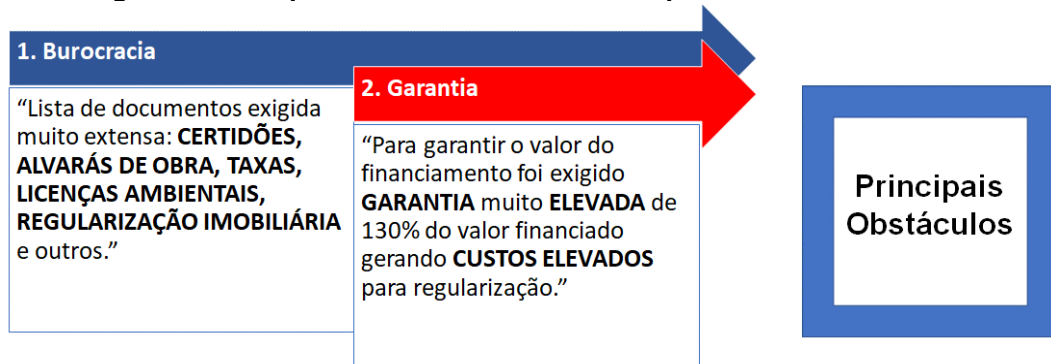 1. Burocracia
“Lista de documentos exigida
muito extensa: CERTIDÕES,
ALVARÁS DE OBRA, TAXAS,
LICENÇAS AMBIENTAIS,
REGULARIZAÇÃO IMOBILIÁRIA
e outros.”
2. Garantia
“Para garantir o valor do
financiamento foi exigido
GARANTIA muito ELEVADA de
130% do valor financiado
gerando CUSTOS ELEVADOS
para regularização.”
Principais
Obstáculos